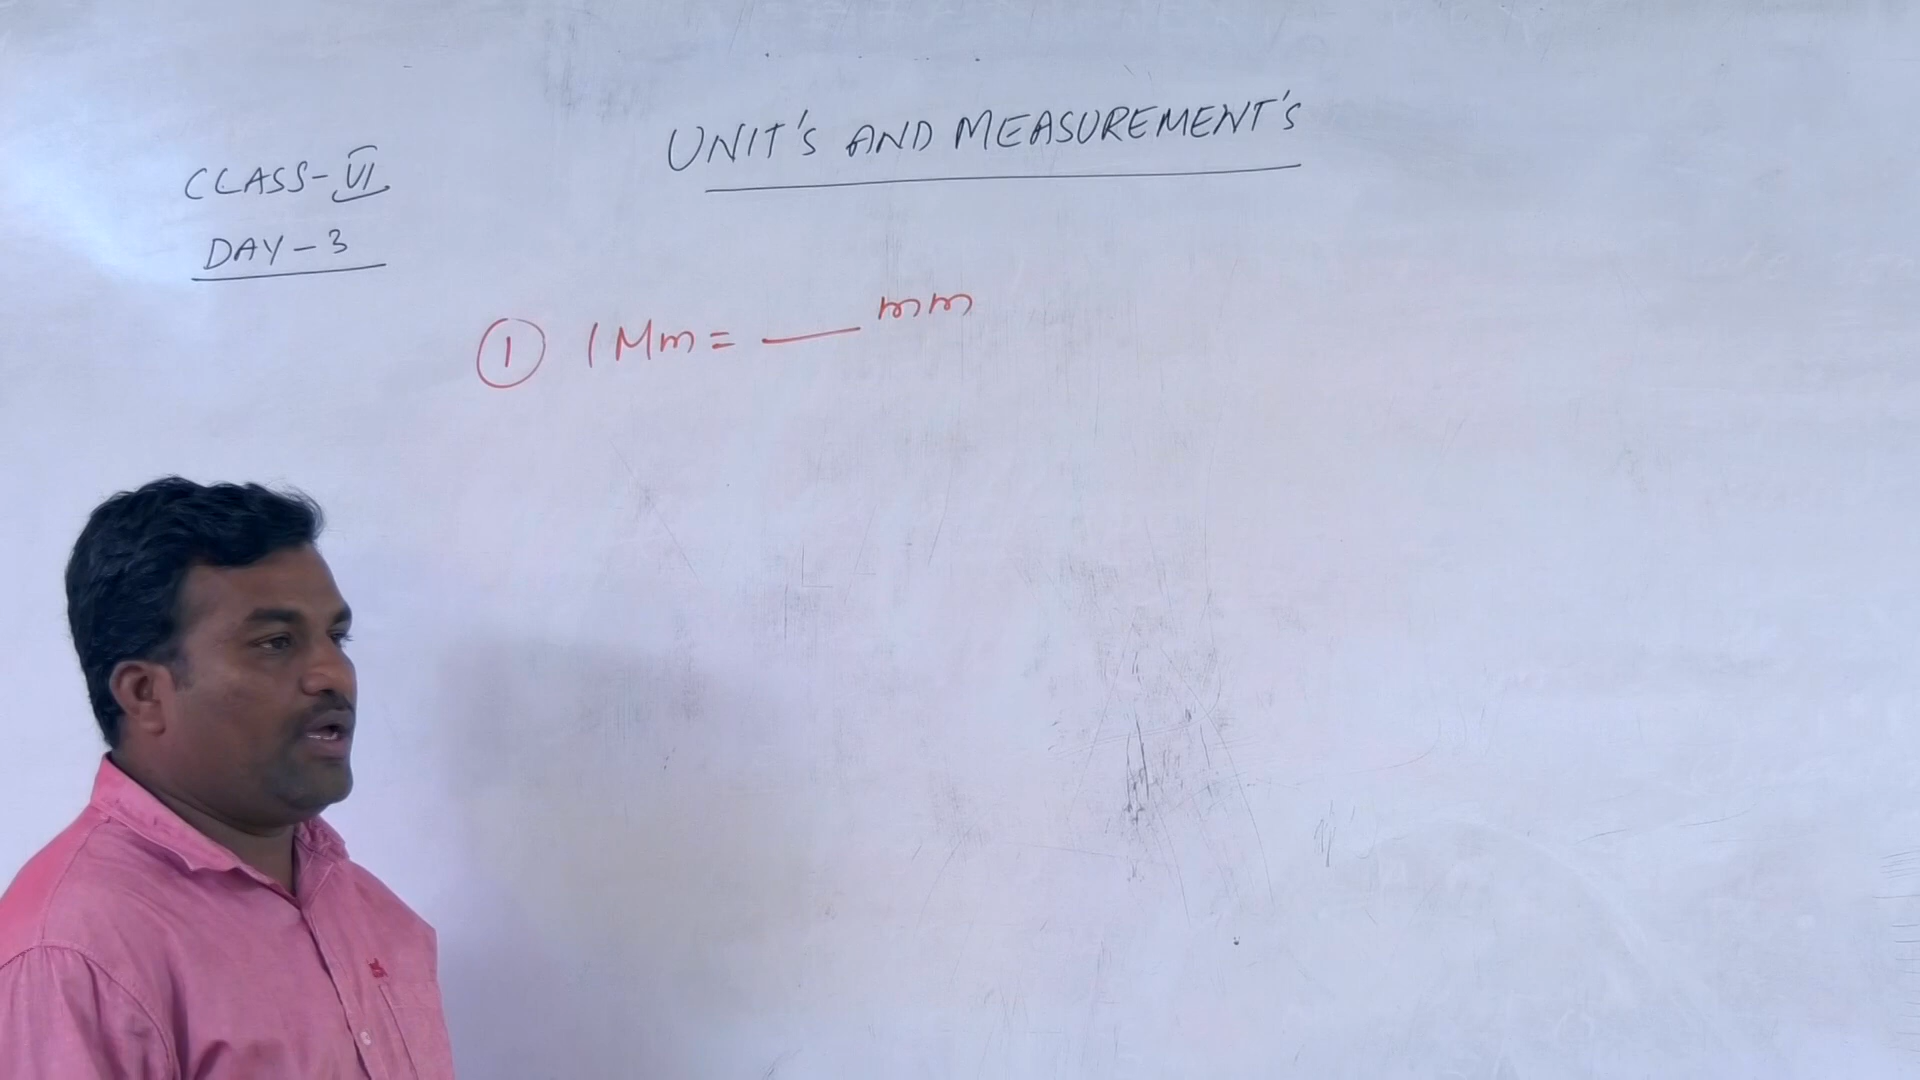 UNIT'S AND MEASUREMENT'S
CLASS-VI
DAY-3
① 1Mm = ___ mm